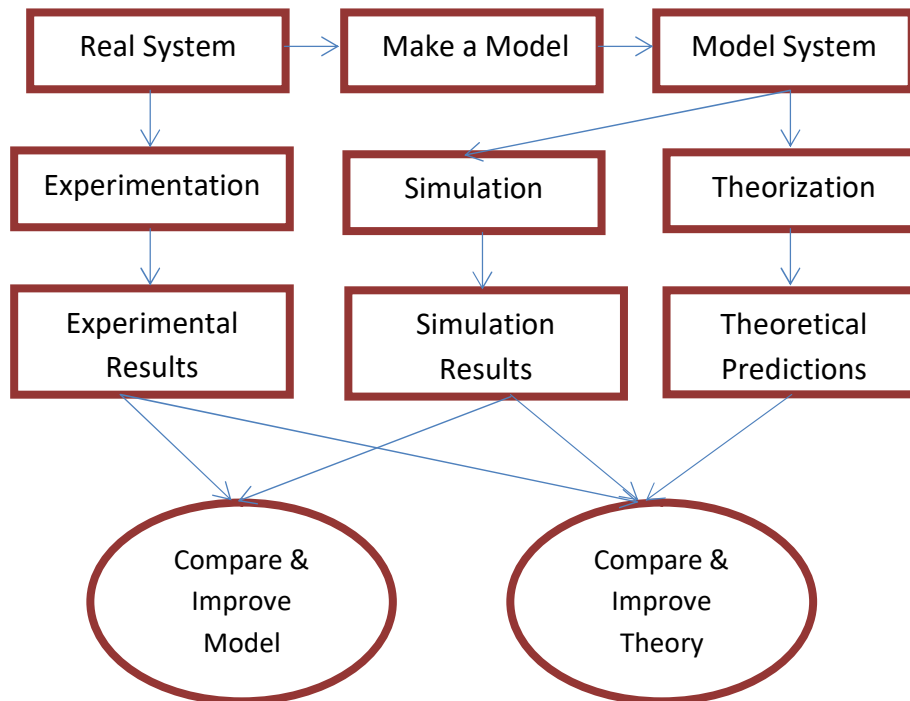 Real System
Make a Model
Model System
Experimentation
Simulation
Theorization
Experimental
Results
Simulation
Results
Theoretical
Predictions
Compare &
Improve
Model
Compare &
Improve
Theory